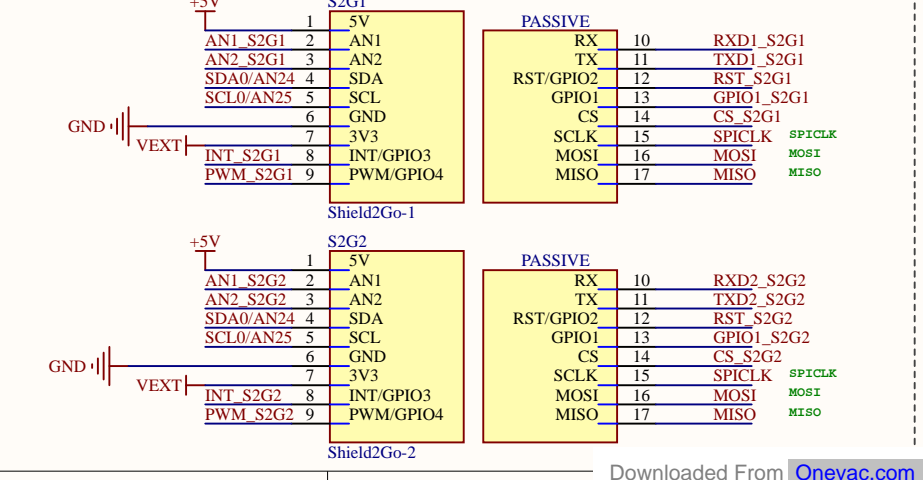 +5V
S2G1
1 5V
AN1_S2G1 2 AN1
AN2_S2G1 3 AN2
SDA0/AN24 4 SDA
SCL0/AN25 5 SCL
GND 6 GND
VEXT 7 3V3
INT_S2G1 8 INT/GPIO3
PWM_S2G1 9 PWM/GPIO4
Shield2Go-1
PASSIVE
RX 10 RXD1_S2G1
TX 11 TXD1_S2G1
RST/GPIO2 12 RST_S2G1
GPIO1 13 GPIO1_S2G1
CS 14 CS_S2G1
SCLK 15 SPICLK SPICLK
MOSI 16 MOSI MOSI
MISO 17 MISO MISO
+5V
S2G2
1 5V
AN1_S2G2 2 AN1
AN2_S2G2 3 AN2
SDA0/AN24 4 SDA
SCL0/AN25 5 SCL
GND 6 GND
VEXT 7 3V3
INT_S2G2 8 INT/GPIO3
PWM_S2G2 9 PWM/GPIO4
Shield2Go-2
PASSIVE
RX 10 RXD2_S2G2
TX 11 TXD2_S2G2
RST/GPIO2 12 RST_S2G2
GPIO1 13 GPIO1_S2G2
CS 14 CS_S2G2
SCLK 15 SPICLK SPICLK
MOSI 16 MOSI MOSI
MISO 17 MISO MISO
Downloaded From Onevac.com